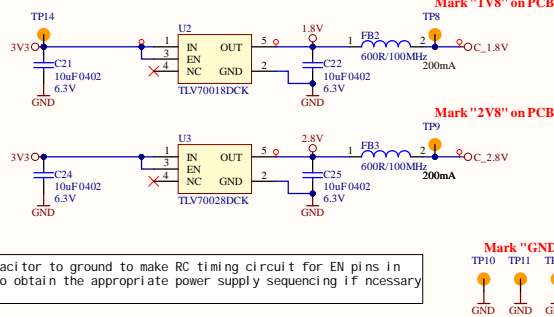 Mark "1V8" on PCB
TP14
U2
1.8V
TP8
3V3
1 IN OUT 5
3 EN
4 NC GND 2
FB2
1 2
600R/100MHz
200mA
C_1.8V
C21
10uF0402
6.3V
GND
TLV70018DCK
C22
10uF0402
6.3V
GND
Mark "2V8" on PCB
U3
2.8V
TP9
3V3
1 IN OUT 5
3 EN
4 NC GND 2
FB3
1 2
600R/100MHz
200mA
C_2.8V
C24
10uF0402
6.3V
GND
TLV70028DCK
C25
10uF0402
6.3V
GND
acitor to ground to make RC timing circuit for EN pins in
o obtain the appropriate power supply sequencing if ncessary
Mark "GND
TP10 TP11
GND GND